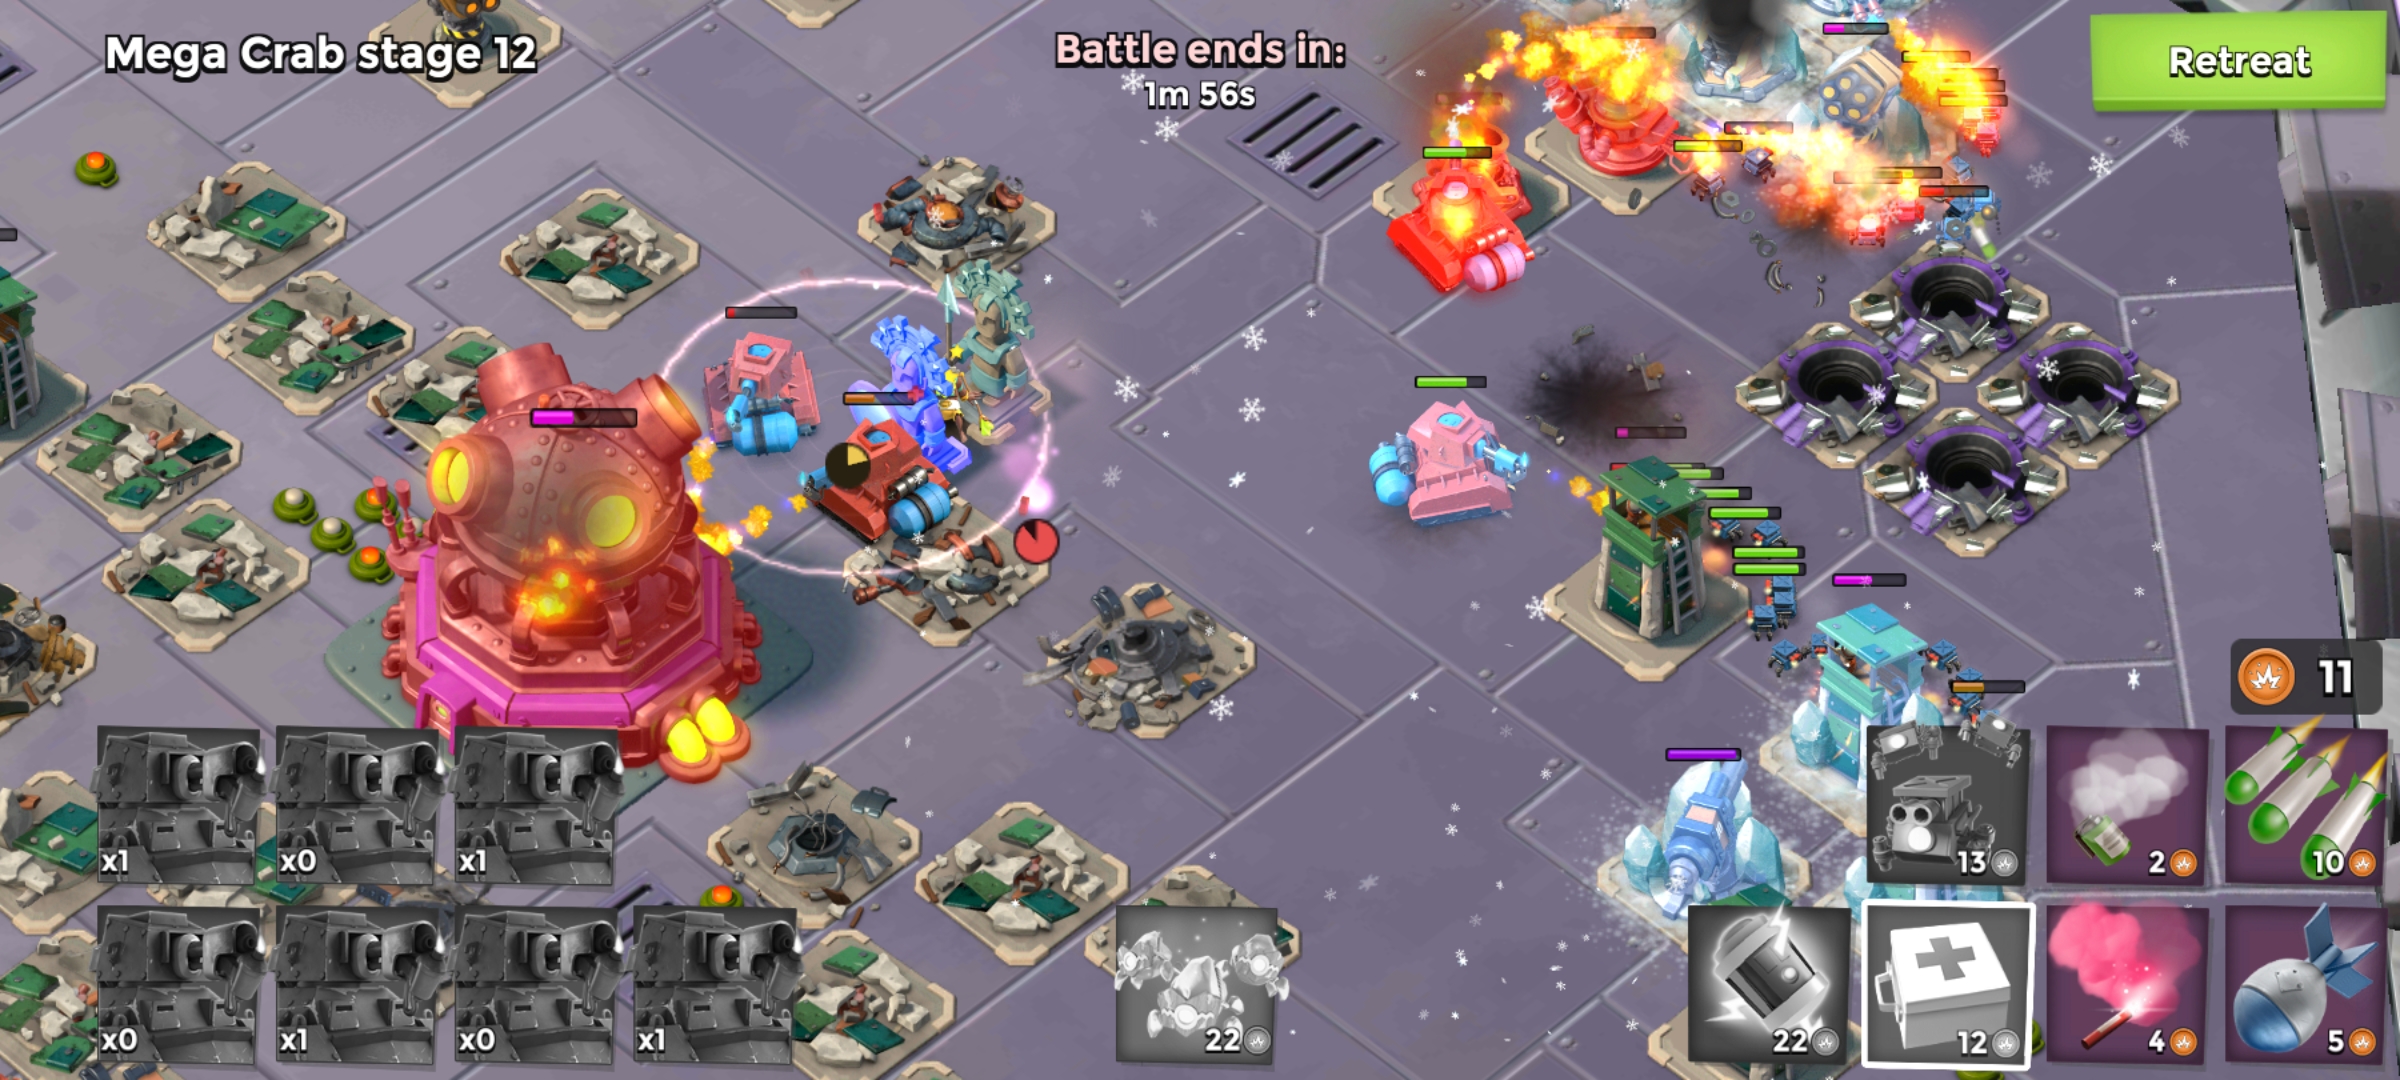 Mega Crab stage 12
Battle ends in:
1m 56s
Retreat
11
x1
x0
x1
13
2
10
x0
x1
x0
x1
22
22
12
4
5